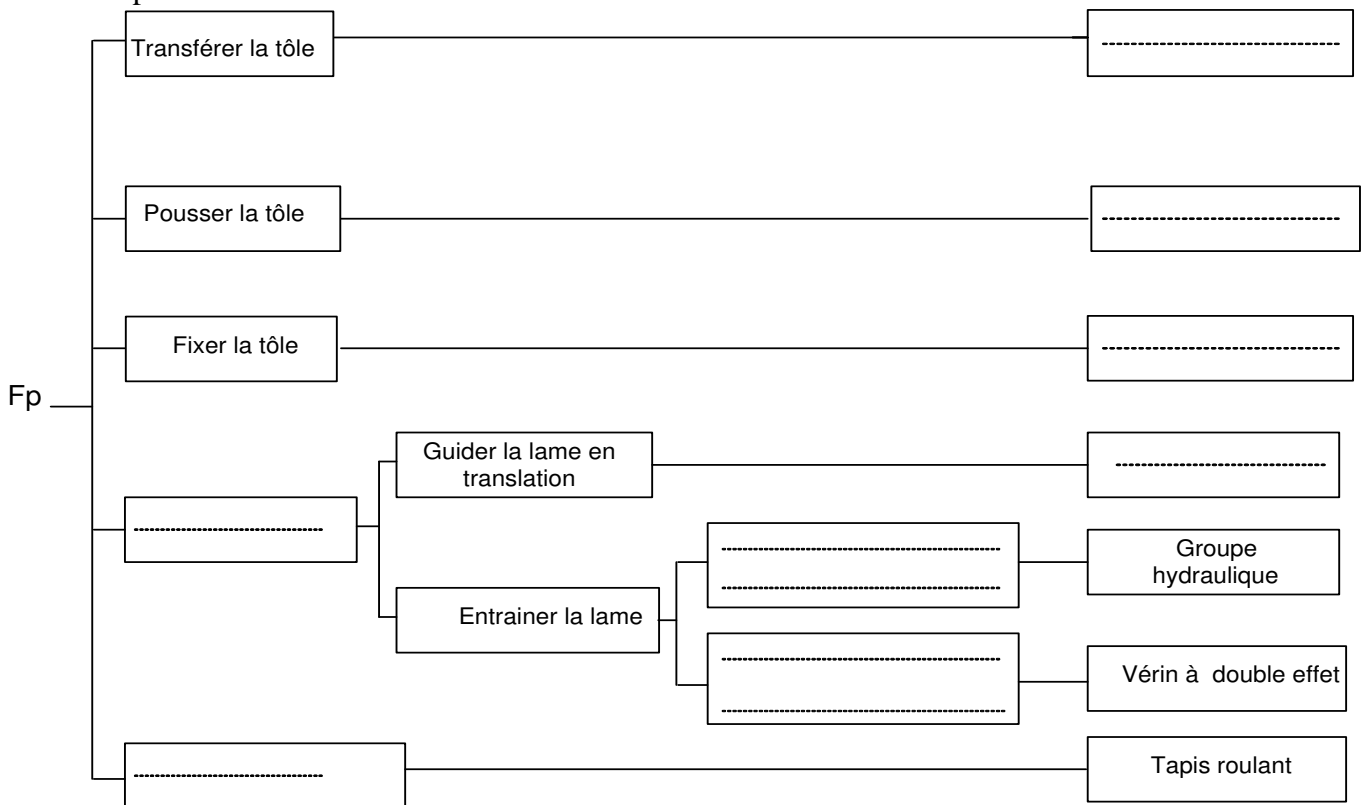 Transférer la tôle
Pousser la tôle
Fixer la tôle
Fp
Guider la lame en
translation
Groupe
hydraulique
Entrainer la lame
Vérin à double effet
Tapis roulant